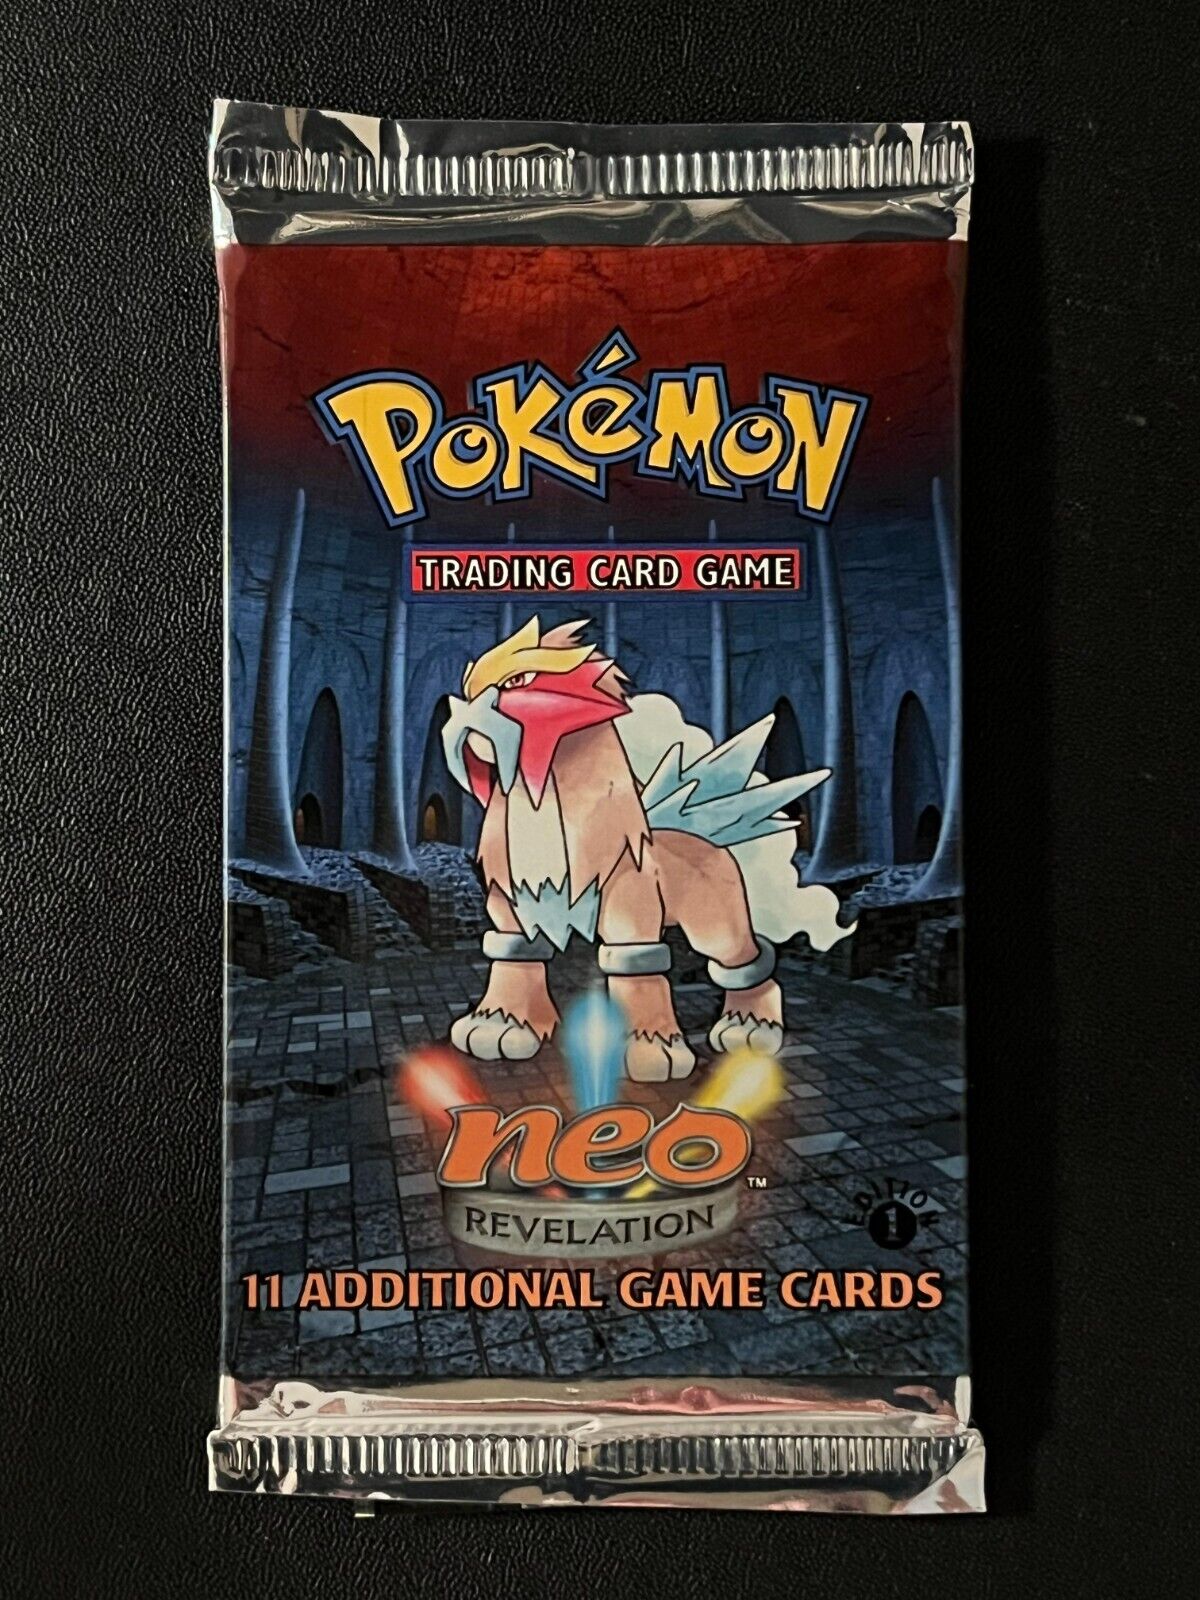 POKéMON
TRADING CARD GAME
neo™
REVELATION
EDITION
1
11 ADDITIONAL GAME CARDS